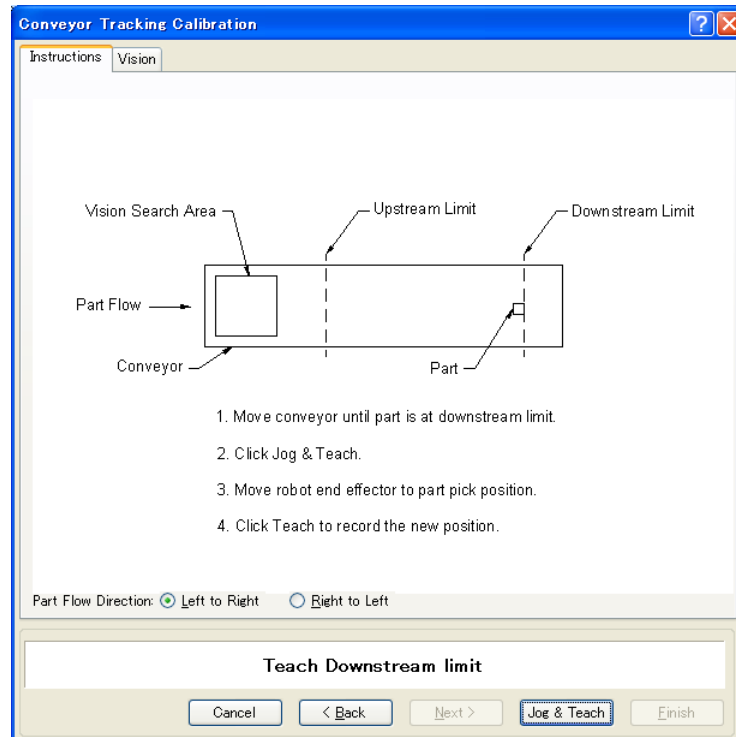 Conveyor Tracking Calibration
Instructions Vision
Vision Search Area Upstream Limit Downstream Limit
Part Flow
Conveyor Part
1. Move conveyor until part is at downstream limit.
2. Click Jog & Teach.
3. Move robot end effector to part pick position.
4. Click Teach to record the new position.
Part Flow Direction: Left to Right Right to Left
Teach Downstream limit
Cancel < Back Next > Jog & Teach Finish